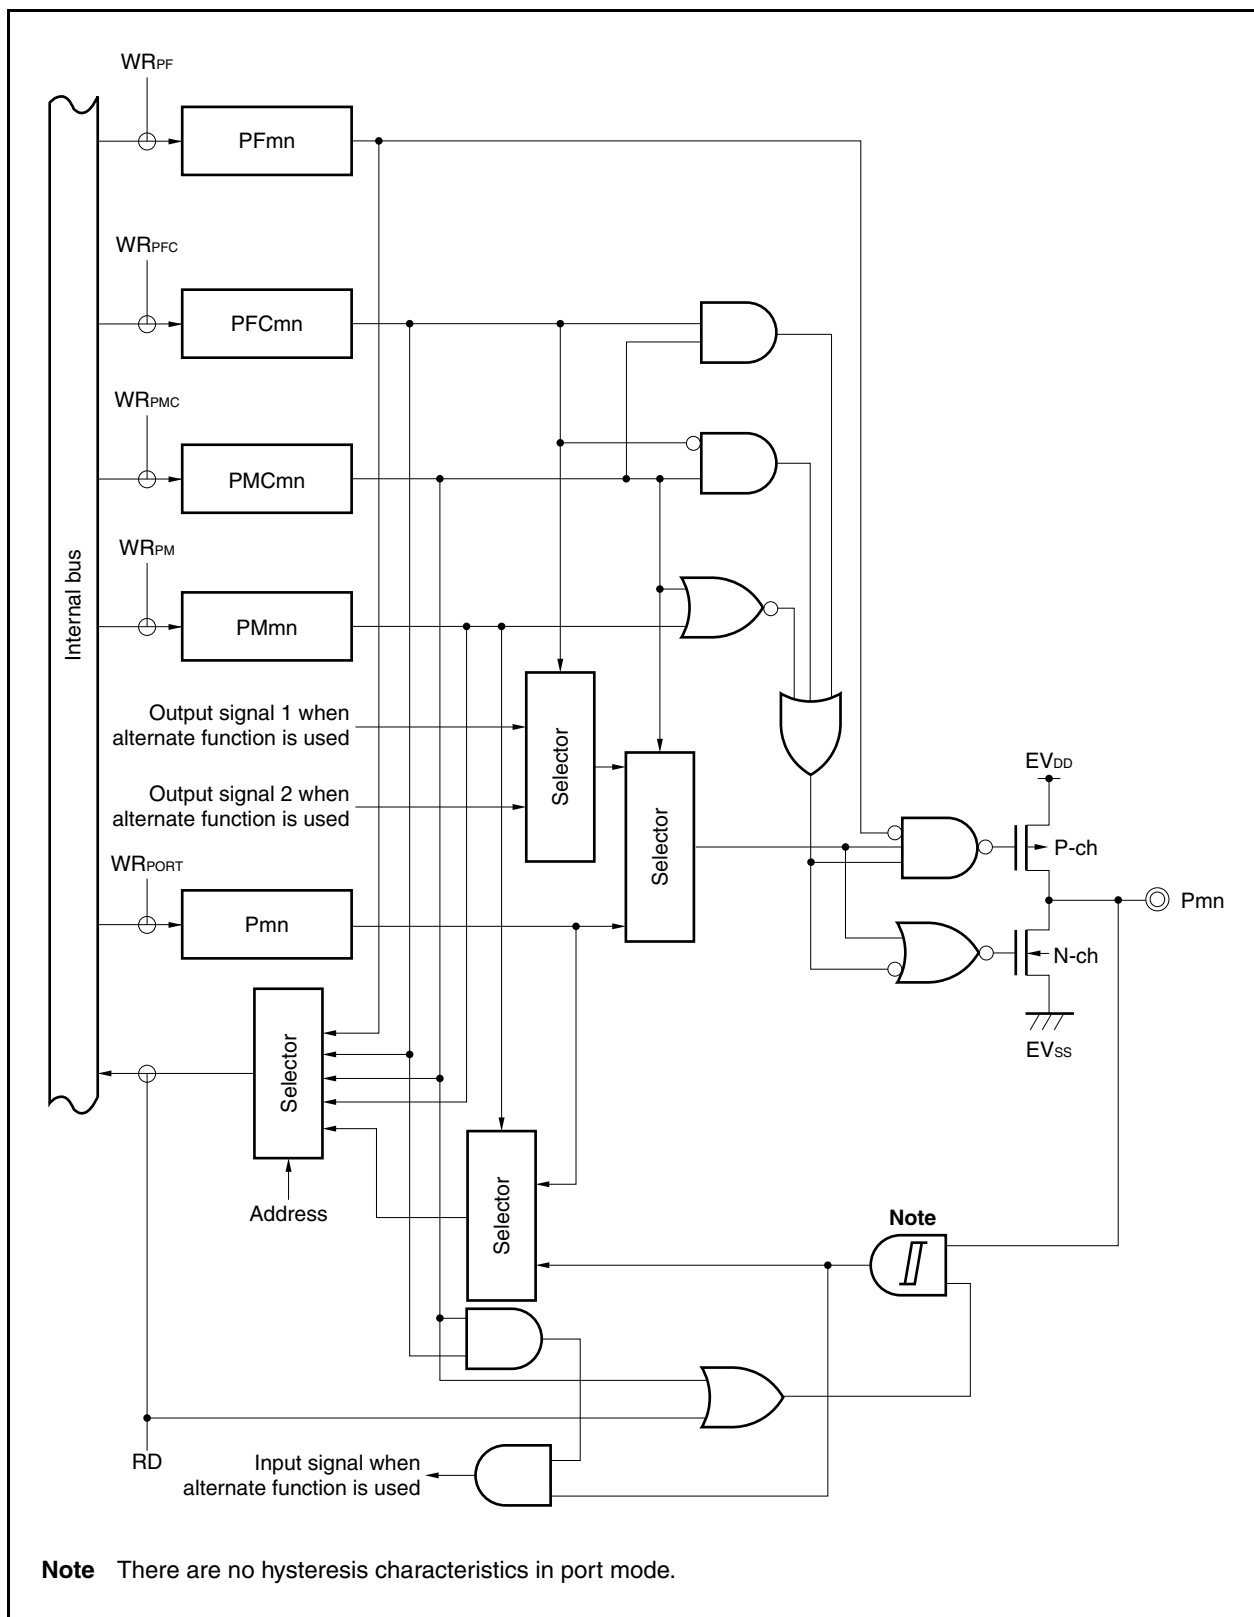 WRPF
PFmn
WRPFC
PFCmn
WRPMC
PMCmn
WRPM
PMmn
Internal bus
Output signal 1 when
alternate function is used
Output signal 2 when
alternate function is used
Selector
Selector
EVDD
P-ch
WRPORT
Pmn
Pmn
N-ch
EVSS
Selector
Address
Selector
Note
RD
Input signal when
alternate function is used
Note There are no hysteresis characteristics in port mode.